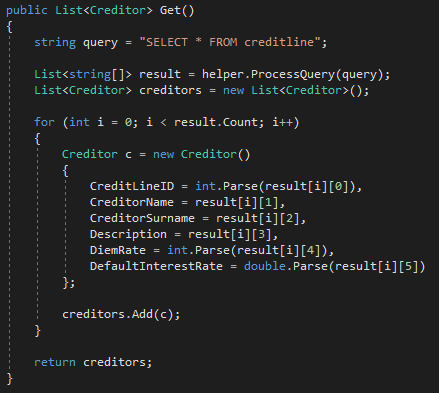 public List<Creditor> Get()
{
string query = "SELECT * FROM creditline";
List<string[]> result = helper.ProcessQuery(query);
List<Creditor> creditors = new List<Creditor>();
for (int i = 0; i < result.Count; i++)
{
Creditor c = new Creditor()
{
CreditLineID = int.Parse(result[i][0]),
CreditorName = result[i][1],
CreditorSurname = result[i][2],
Description = result[i][3],
DiemRate = int.Parse(result[i][4]),
DefaultInterestRate = double.Parse(result[i][5])
};
creditors.Add(c);
}
return creditors;
}